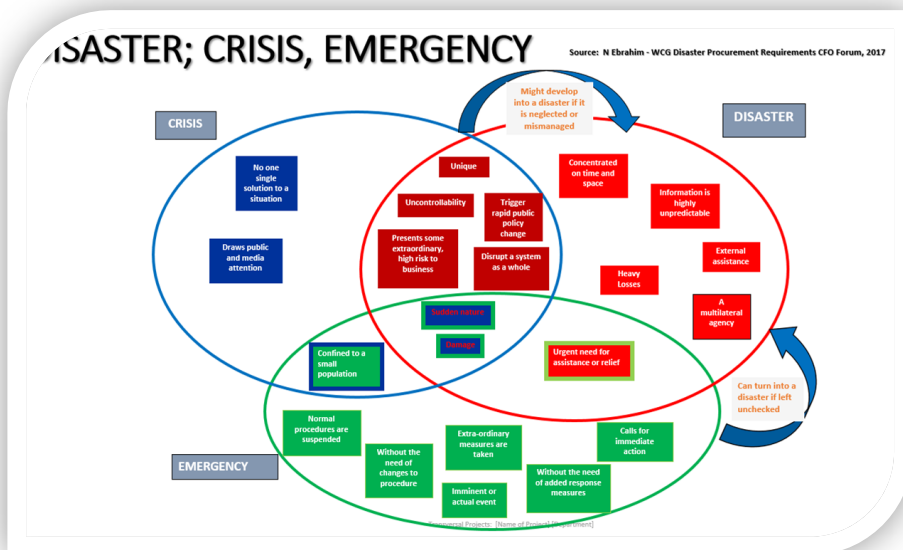 ISASTER; CRISIS, EMERGENCY
Source: N Ebrahim - WCG Disaster Procurement Requirements CFO Forum, 2017
Might develop
into a disaster if it
is neglected or
mismanaged
CRISIS
DISASTER
No one
single
solution to a
situation
Draws public
and media
attention
Unique
Uncontrollability
Trigger
rapid public
policy
change
Presents some
extraordinary,
high risk to
business
Disrupt a system
as a whole
Concentrated
on time and
space
Information is
highly
unpredictable
External
assistance
Heavy
Losses
A
multilateral
agency
Sudden nature
Damage
Confined to a
small
population
Urgent need for
assistance or relief
Can turn into a
disaster if left
unchecked
Normal
procedures are
suspended
EMERGENCY
Without the
need of
changes to
procedure
Extra-ordinary
measures are
taken
Imminent or
actual event
Without the need
of added response
measures
Calls for
immediate
action
Projects: [Name of Project] [Department]